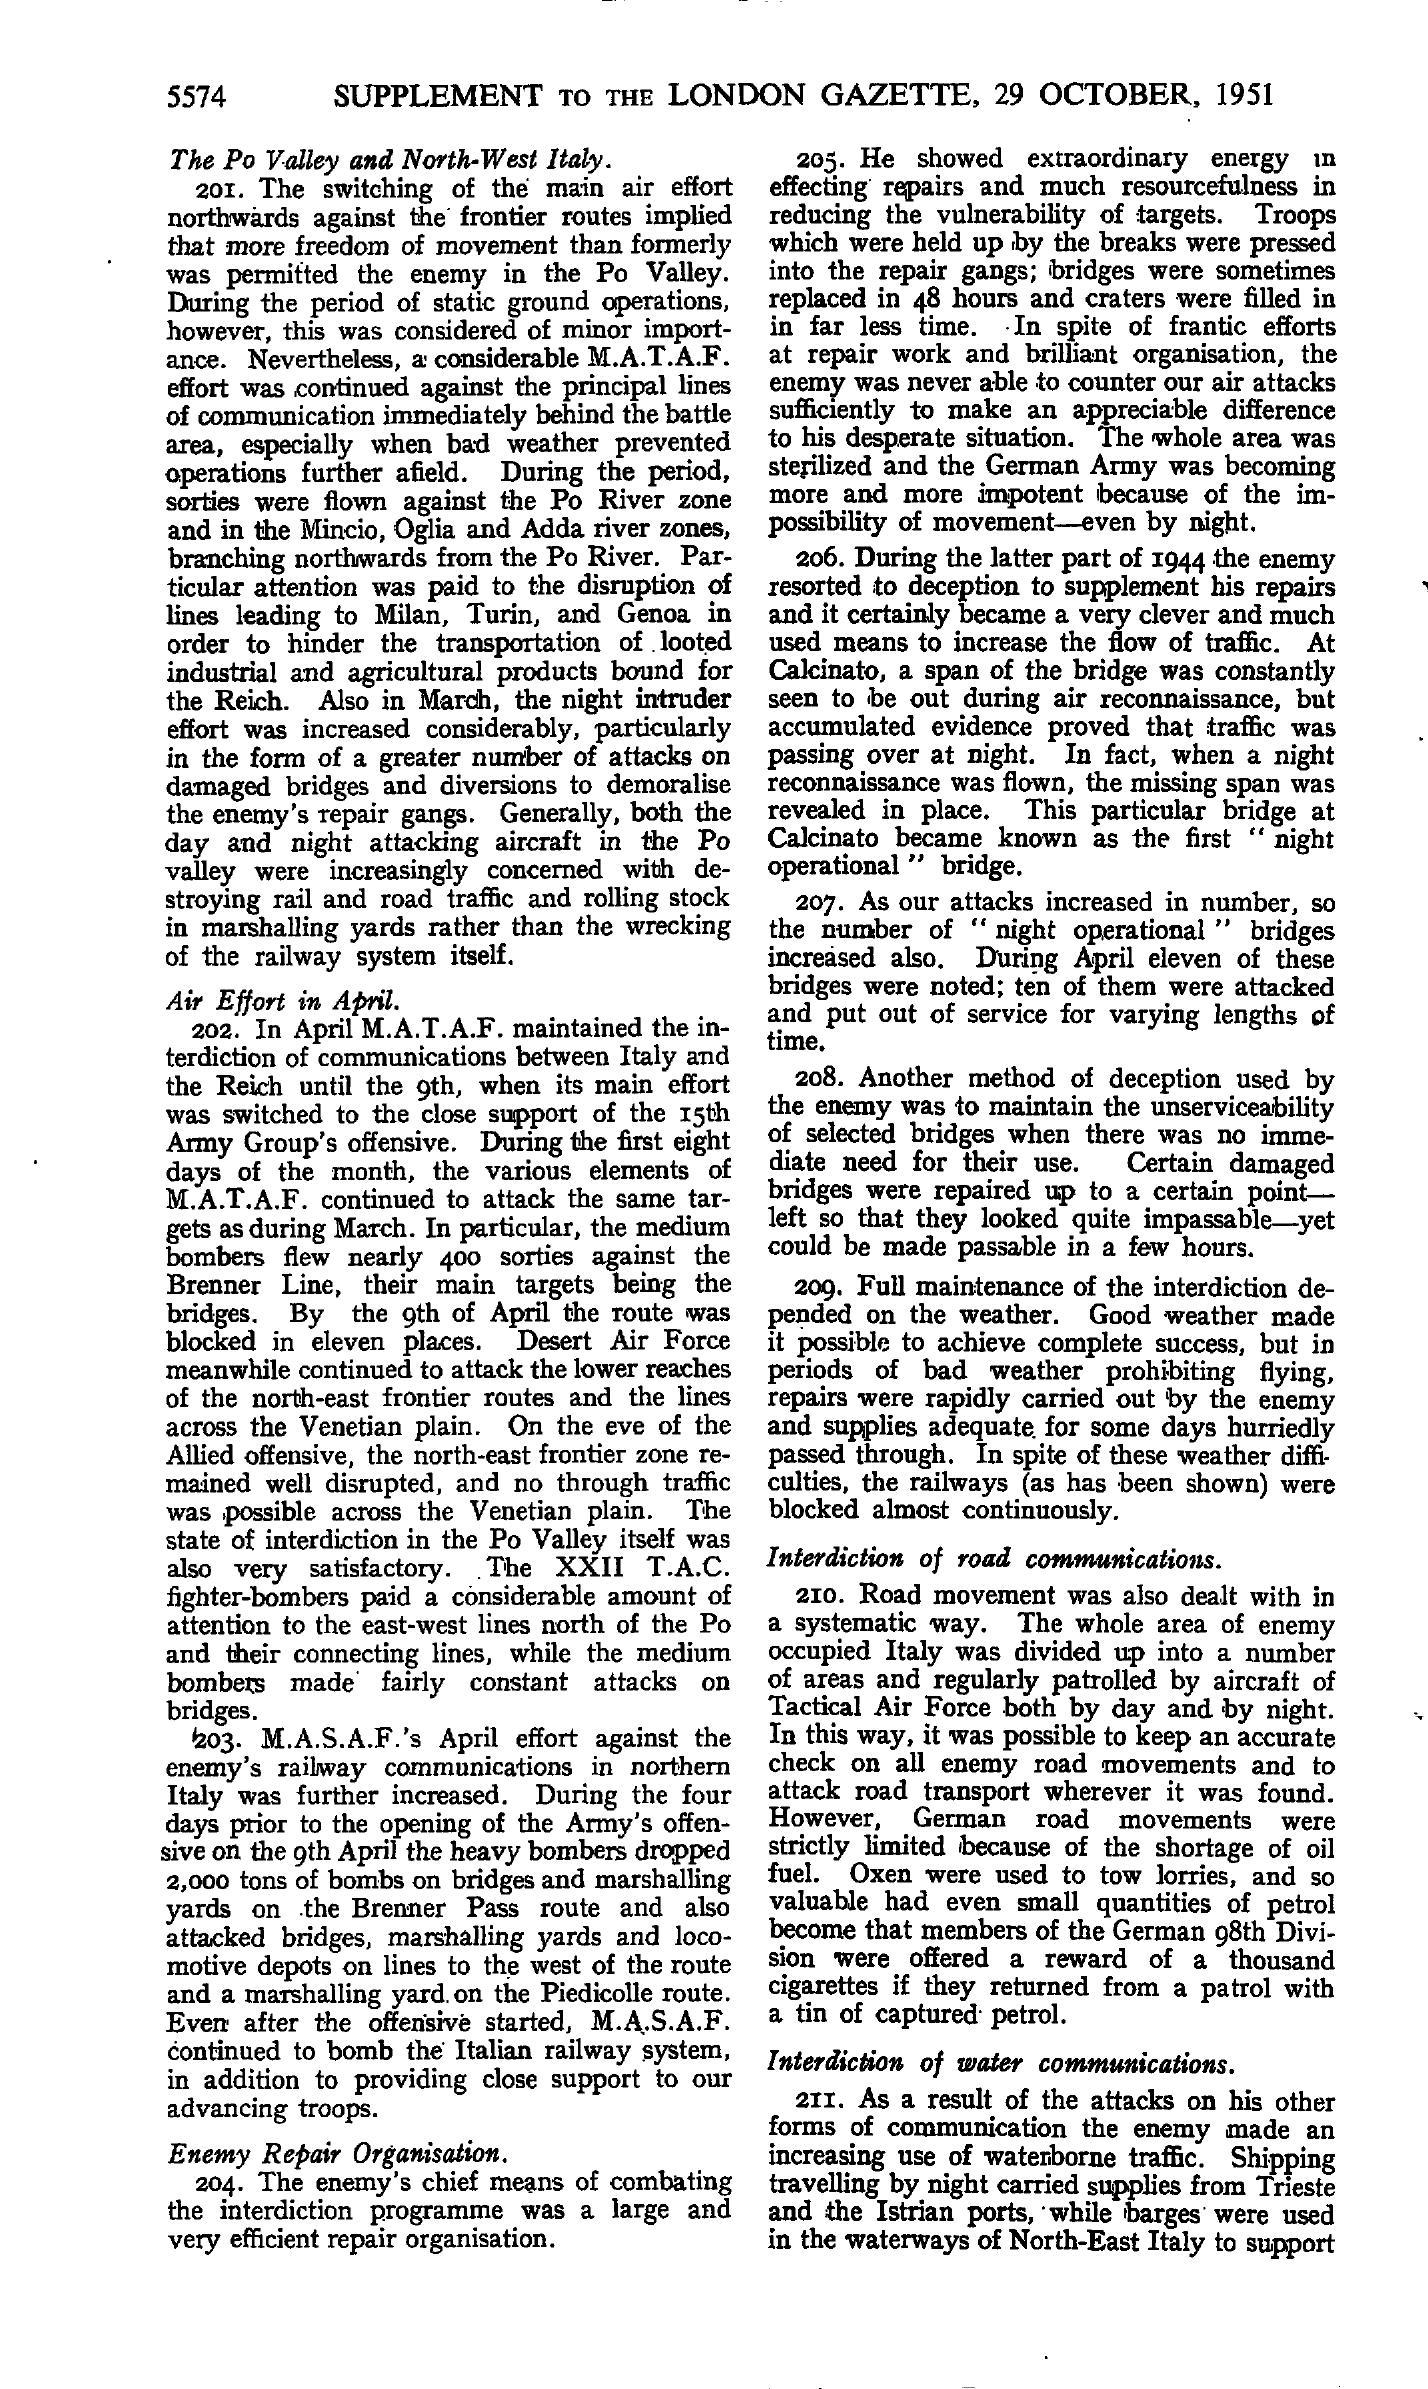 5574 SUPPLEMENT TO THE LONDON GAZETTE, 29 OCTOBER, 1951
The Po Valley and North-West Italy.
201. The switching of the main air effort
northwards against the frontier routes implied
that more freedom of movement than formerly
was permitted the enemy in the Po Valley.
During the period of static ground operations,
however, this was considered of minor import-
ance. Nevertheless, a considerable M.A.T.A.F.
effort was continued against the principal lines
of communication immediately behind the battle
area, especially when bad weather prevented
operations further afield. During the period,
sorties were flown against the Po River zone
and in the Mincio, Oglia and Adda river zones,
branching northwards from the Po River. Par-
ticular attention was paid to the disruption of
lines leading to Milan, Turin, and Genoa in
order to hinder the transportation of looted
industrial and agricultural products bound for
the Reich. Also in March, the night intruder
effort was increased considerably, particularly
in the form of a greater number of attacks on
damaged bridges and diversions to demoralise
the enemy's repair gangs. Generally, both the
day and night attacking aircraft in the Po
valley were increasingly concerned with de-
stroying rail and road traffic and rolling stock
in marshalling yards rather than the wrecking
of the railway system itself.
Air Effort in April.
202. In April M.A.T.A.F. maintained the in-
terdiction of communications between Italy and
the Reich until the 9th, when its main effort
was switched to the close support of the 15th
Army Group's offensive. During the first eight
days of the month, the various elements of
M.A.T.A.F. continued to attack the same tar-
gets as during March. In particular, the medium
bombers flew nearly 400 sorties against the
Brenner Line, their main targets being the
bridges. By the 9th of April the route was
blocked in eleven places. Desert Air Force
meanwhile continued to attack the lower reaches
of the north-east frontier routes and the lines
across the Venetian plain. On the eve of the
Allied offensive, the north-east frontier zone re-
mained well disrupted, and no through traffic
was possible across the Venetian plain. The
state of interdiction in the Po Valley itself was
also very satisfactory. The XXII T.A.C.
fighter-bombers paid a considerable amount of
attention to the east-west lines north of the Po
and their connecting lines, while the medium
bombers made fairly constant attacks on
bridges.
203. M.A.S.A.F.'s April effort against the
enemy's railway communications in northern
Italy was further increased. During the four
days prior to the opening of the Army's offen-
sive on the 9th April the heavy bombers dropped
2,000 tons of bombs on bridges and marshalling
yards on the Brenner Pass route and also
attacked bridges, marshalling yards and loco-
motive depots on lines to the west of the route
and a marshalling yard on the Piedicolle route.
Even after the offensive started, M.A.S.A.F.
continued to bomb the Italian railway system,
in addition to providing close support to our
advancing troops.
Enemy Repair Organisation.
204. The enemy's chief means of combating
the interdiction programme was a large and
very efficient repair organisation.
205. He showed extraordinary energy in
effecting repairs and much resourcefulness in
reducing the vulnerability of targets. Troops
which were held up by the breaks were pressed
into the repair gangs; bridges were sometimes
replaced in 48 hours and craters were filled in
in far less time. In spite of frantic efforts
at repair work and brilliant organisation, the
enemy was never able to counter our air attacks
sufficiently to make an appreciable difference
to his desperate situation. The whole area was
sterilized and the German Army was becoming
more and more impotent because of the im-
possibility of movement—even by night.
206. During the latter part of 1944 the enemy
resorted to deception to supplement his repairs
and it certainly became a very clever and much
used means to increase the flow of traffic. At
Calcinato, a span of the bridge was constantly
seen to be out during air reconnaissance, but
accumulated evidence proved that traffic was
passing over at night. In fact, when a night
reconnaissance was flown, the missing span was
revealed in place. This particular bridge at
Calcinato became known as the first " night
operational " bridge.
207. As our attacks increased in number, so
the number of " night operational " bridges
increased also. During April eleven of these
bridges were noted; ten of them were attacked
and put out of service for varying lengths of
time.
208. Another method of deception used by
the enemy was to maintain the unserviceability
of selected bridges when there was no imme-
diate need for their use. Certain damaged
bridges were repaired up to a certain point—
left so that they looked quite impassable—yet
could be made passable in a few hours.
209. Full maintenance of the interdiction de-
pended on the weather. Good weather made
it possible to achieve complete success, but in
periods of bad weather prohibiting flying,
repairs were rapidly carried out by the enemy
and supplies adequate for some days hurriedly
passed through. In spite of these weather diffi-
culties, the railways (as has been shown) were
blocked almost continuously.
Interdiction of road communications.
210. Road movement was also dealt with in
a systematic way. The whole area of enemy
occupied Italy was divided up into a number
of areas and regularly patrolled by aircraft of
Tactical Air Force both by day and by night.
In this way, it was possible to keep an accurate
check on all enemy road movements and to
attack road transport wherever it was found.
However, German road movements were
strictly limited because of the shortage of oil
fuel. Oxen were used to tow lorries, and so
valuable had even small quantities of petrol
become that members of the German 98th Divi-
sion were offered a reward of a thousand
cigarettes if they returned from a patrol with
a tin of captured petrol.
Interdiction of water communications.
211. As a result of the attacks on his other
forms of communication the enemy made an
increasing use of waterborne traffic. Shipping
travelling by night carried supplies from Trieste
and the Istrian ports, while barges were used
in the waterways of North-East Italy to support